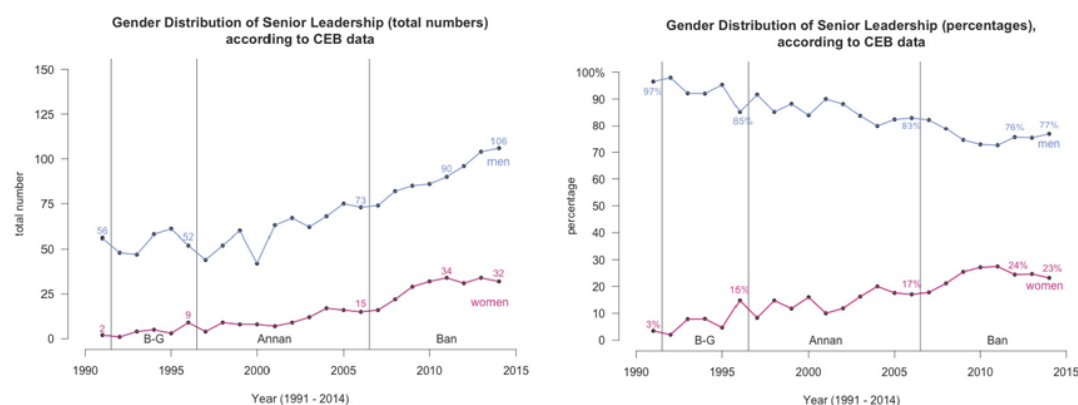 Gender Distribution of Senior Leadership (total numbers)
according to CEB data
150
125
100
75
50
25
0
total number
56
52
73
90
106
men
2
9
15
34
32
women
B-G
Annan
Ban
1990
1995
2000
2005
2010
2015
Year (1991 - 2014)
Gender Distribution of Senior Leadership (percentages),
according to CEB data
100%
90
80
70
60
50
40
30
20
10
0
percentage
97%
85%
83%
76%
77%
men
3%
15%
17%
24%
23%
women
B-G
Annan
Ban
1990
1995
2000
2005
2010
2015
Year (1991 - 2014)